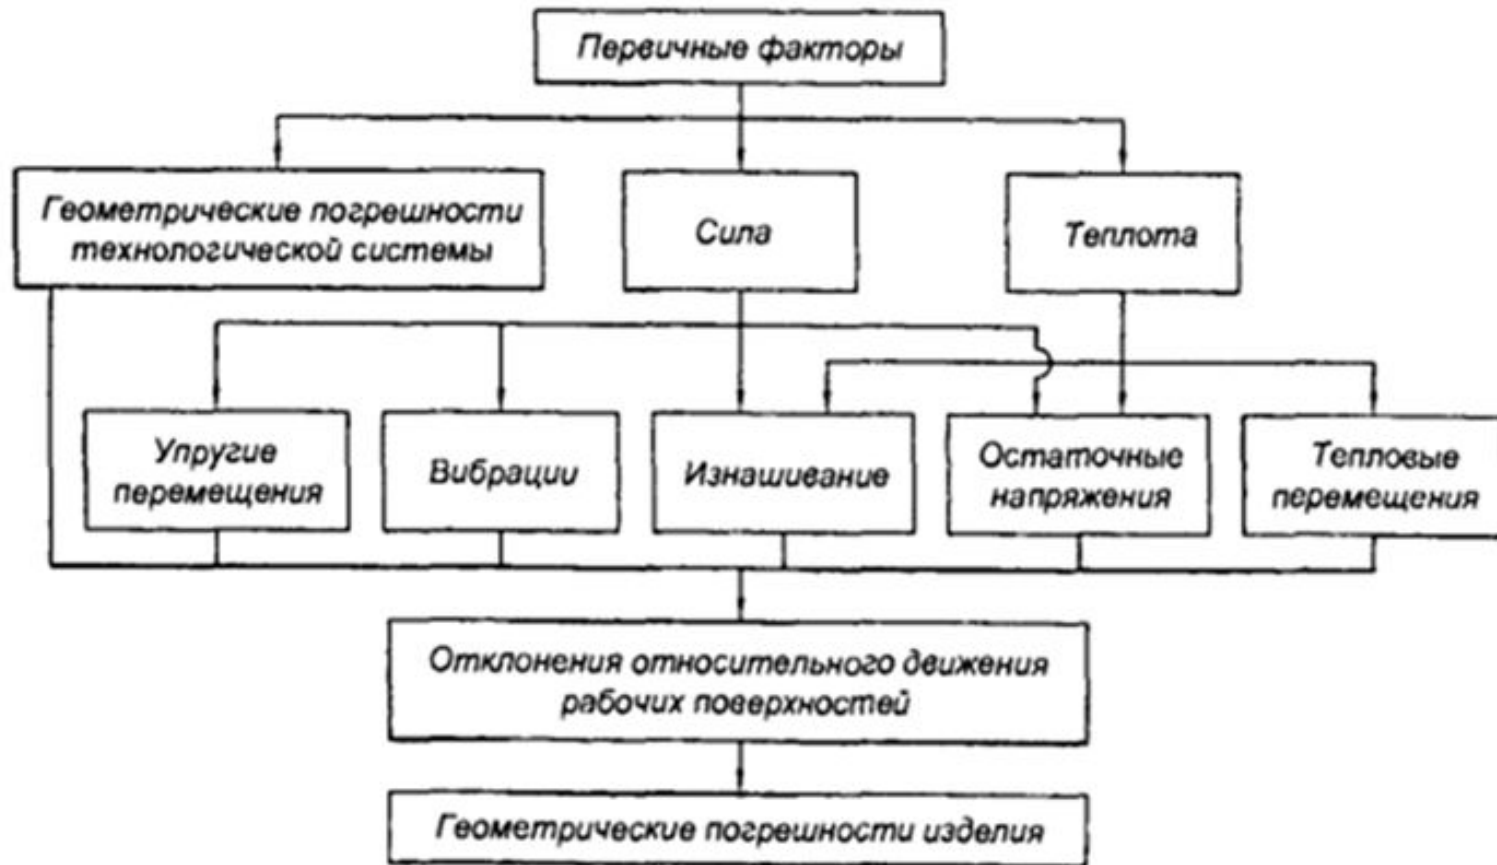 Первичные факторы
Геометрические погрешности
технологической системы
Сила
Теплота
Упругие
перемещения
Вибрации
Изнашивание
Остаточные
напряжения
Тепловые
перемещения
Отклонения относительного движения
рабочих поверхностей
Геометрические погрешности изделия